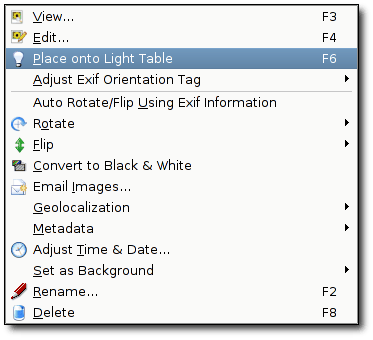 View... F3
Edit... F4
Place onto Light Table F6
Adjust Exif Orientation Tag
Auto Rotate/Flip Using Exif Information
Rotate
Flip
Convert to Black & White
Email Images...
Geolocalization
Metadata
Adjust Time & Date...
Set as Background
Rename... F2
Delete F8